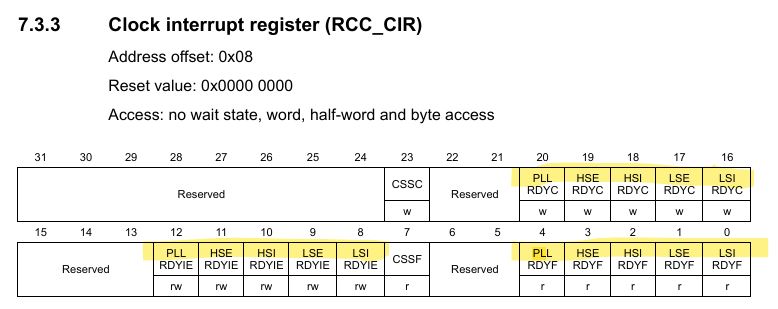 7.3.3 Clock interrupt register (RCC_CIR)
Address offset: 0x08
Reset value: 0x0000 0000
Access: no wait state, word, half-word and byte access
31 30 29 28 27 26 25 24 23 22 21 20 19 18 17 16
Reserved CSSC Reserved PLL RDYC HSE RDYC HSI RDYC LSE RDYC LSI RDYC
w w w w w w
15 14 13 12 11 10 9 8 7 6 5 4 3 2 1 0
Reserved PLL RDYIE HSE RDYIE HSI RDYIE LSE RDYIE LSI RDYIE CSSF Reserved PLL RDYF HSE RDYF HSI RDYF LSE RDYF LSI RDYF
rw rw rw rw rw r r r r r r